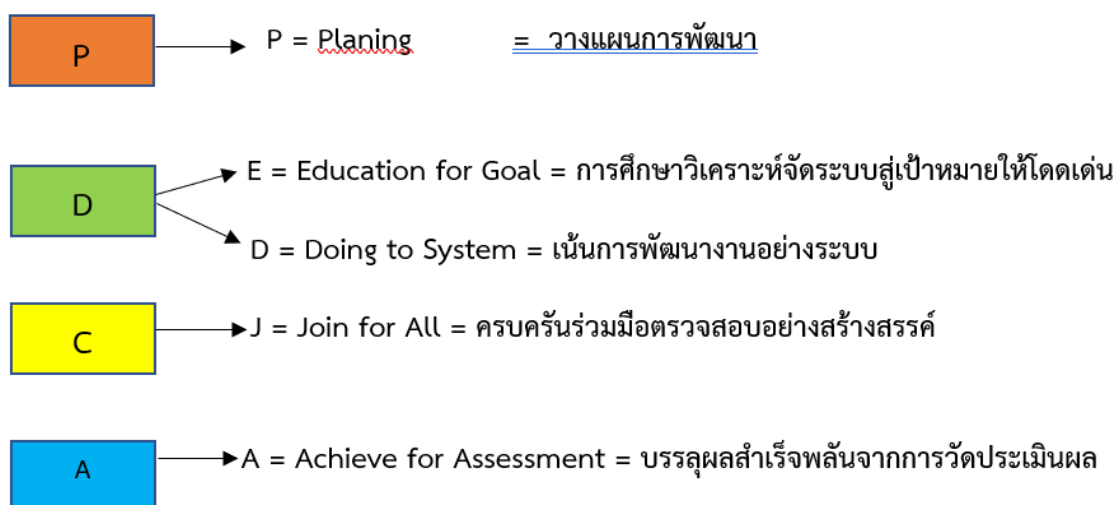 P
P = Planing = วางแผนการพัฒนา
E = Education for Goal = การศึกษาวิเคราะห์จัดระบบสู่เป้าหมายให้โดดเด่น
D
D = Doing to System = เน้นการพัฒนางานอย่างระบบ
C
J = Join for All = ครบครันร่วมมือตรวจสอบอย่างสร้างสรรค์
A
A = Achieve for Assessment = บรรลุผลสำเร็จพลันจากการวัดประเมินผล